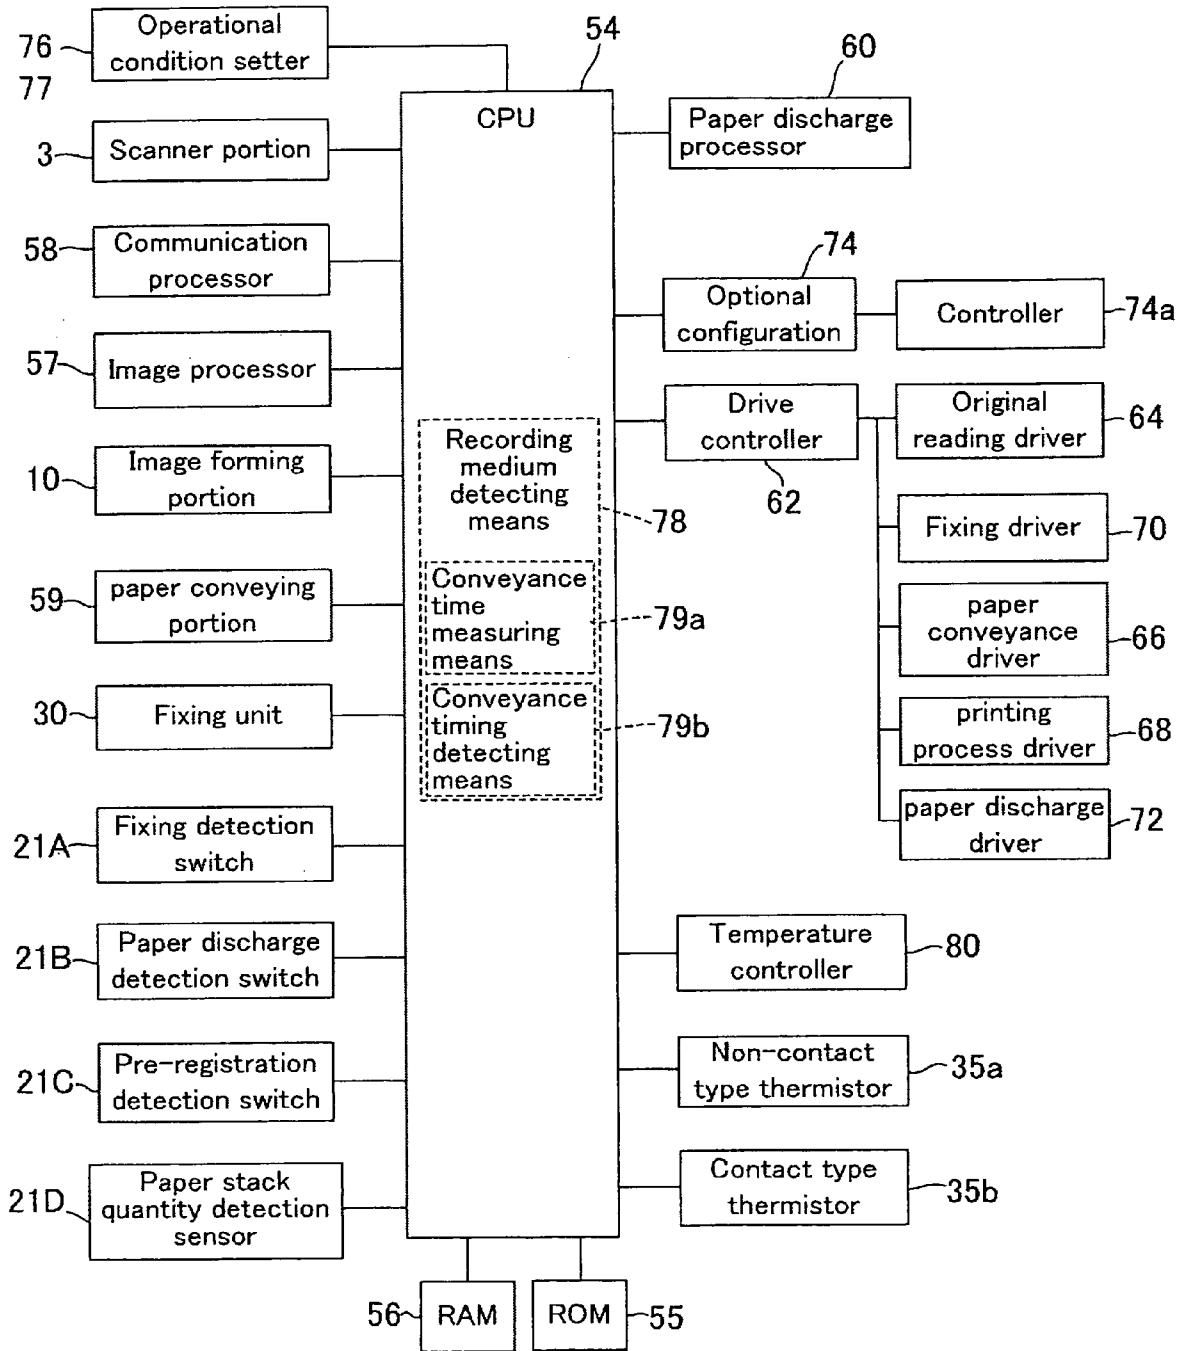 76
77
Operational
condition setter
3
Scanner portion
58
Communication
processor
57
Image processor
10
Image forming
portion
59
paper conveying
portion
30
Fixing unit
21A
Fixing detection
switch
21B
Paper discharge
detection switch
21C
Pre-registration
detection switch
21D
Paper stack
quantity detection
sensor
54
CPU
Recording
medium
detecting
means
78
Conveyance
time
measuring
means
79a
Conveyance
timing
detecting
means
79b
56
RAM
ROM
55
60
Paper discharge
processor
74
Optional
configuration
Controller
74a
Drive
controller
62
Original
reading driver
64
Fixing driver
70
paper
conveyance
driver
66
printing
process driver
68
paper discharge
driver
72
Temperature
controller
80
Non-contact
type thermistor
35a
Contact type
thermistor
35b